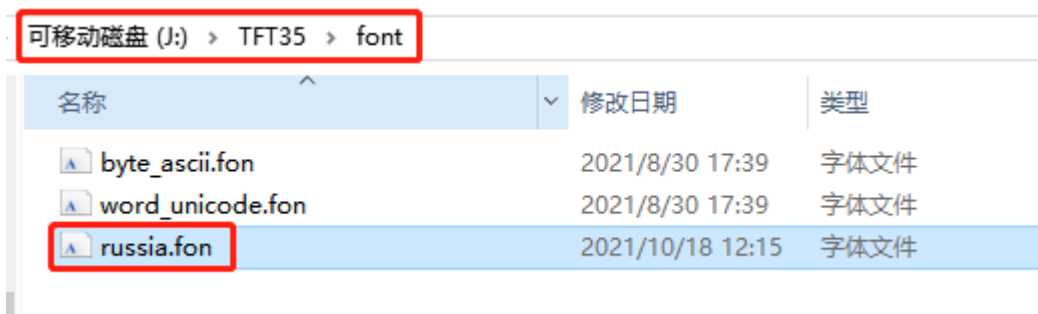 可移动磁盘 (J:) > TFT35 > font
名称 修改日期 类型
byte_ascii.fon 2021/8/30 17:39 字体文件
word_unicode.fon 2021/8/30 17:39 字体文件
russia.fon 2021/10/18 12:15 字体文件